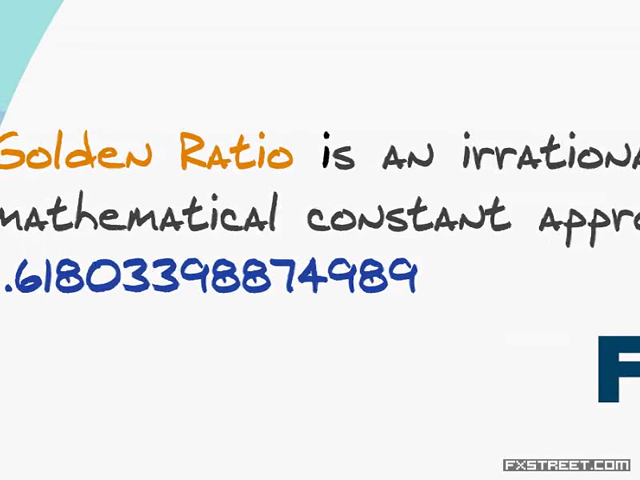 Golden Ratio is an irrationa
mathematical constant appro
.61803398874989
F
FXSTREET.COM